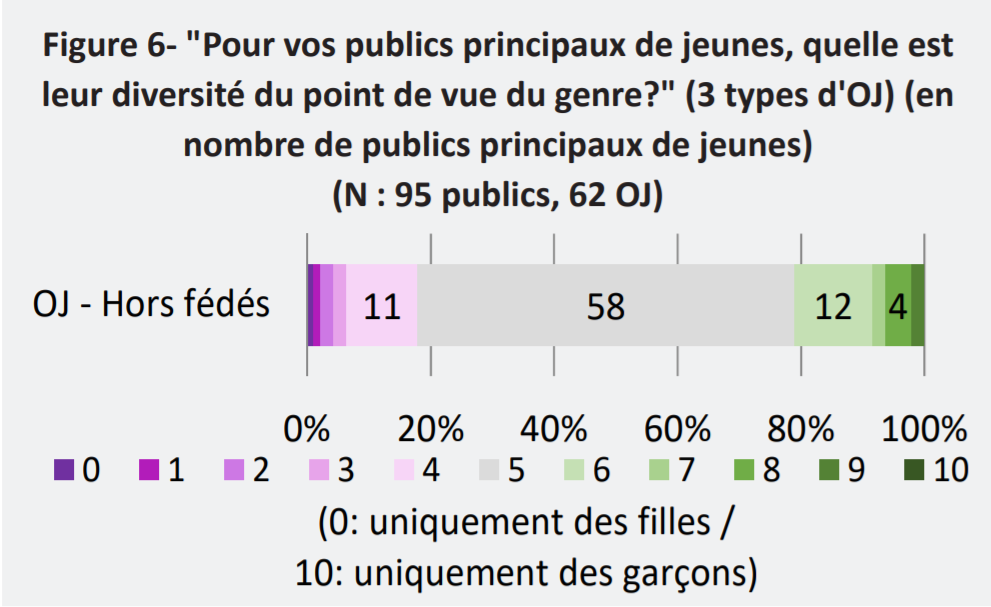 Figure 6- "Pour vos publics principaux de jeunes, quelle est
leur diversité du point de vue du genre?" (3 types d'OJ) (en
nombre de publics principaux de jeunes)
(N : 95 publics, 62 OJ)
OJ - Hors fédés 11 58 12 4
0% 20% 40% 60% 80% 100%
0 1 2 3 4 5 6 7 8 9 10
(0: uniquement des filles /
10: uniquement des garçons)